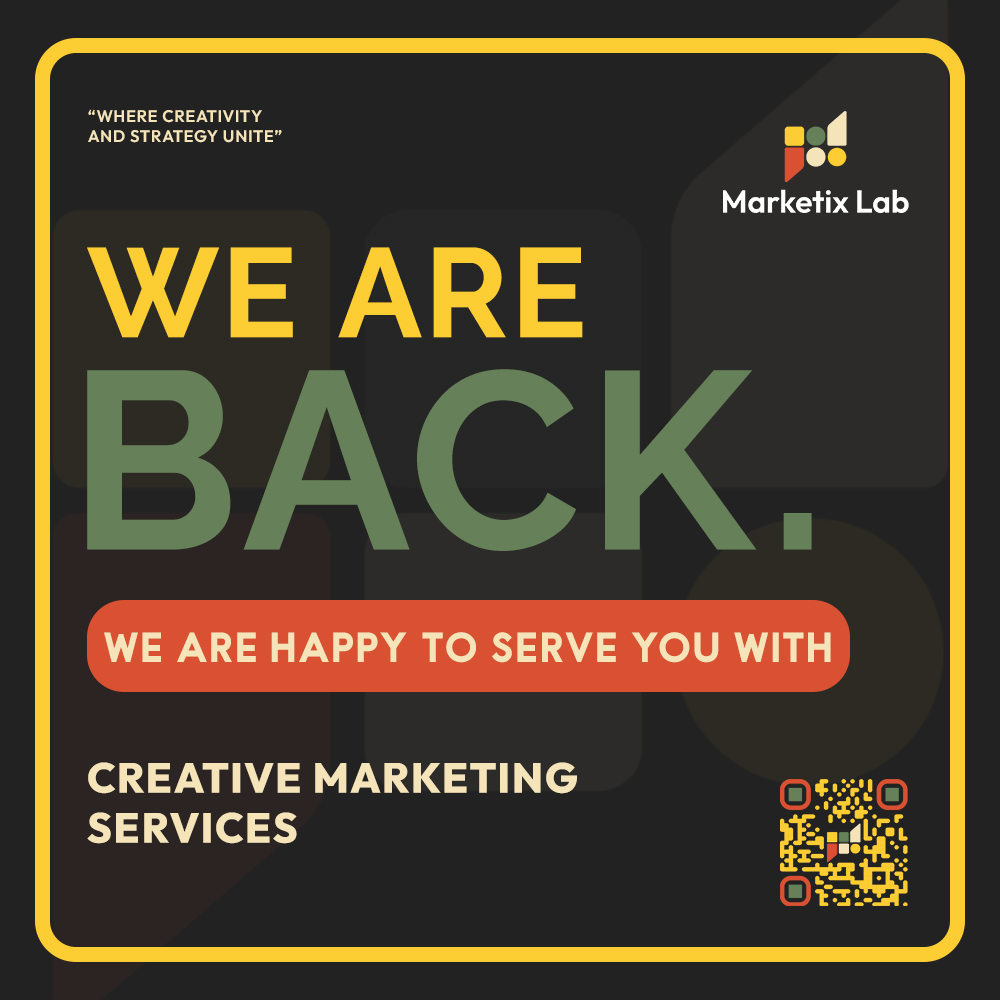 “WHERE CREATIVITY
AND STRATEGY UNITE”
Marketix Lab
WE ARE
BACK.
WE ARE HAPPY TO SERVE YOU WITH
CREATIVE MARKETING
SERVICES